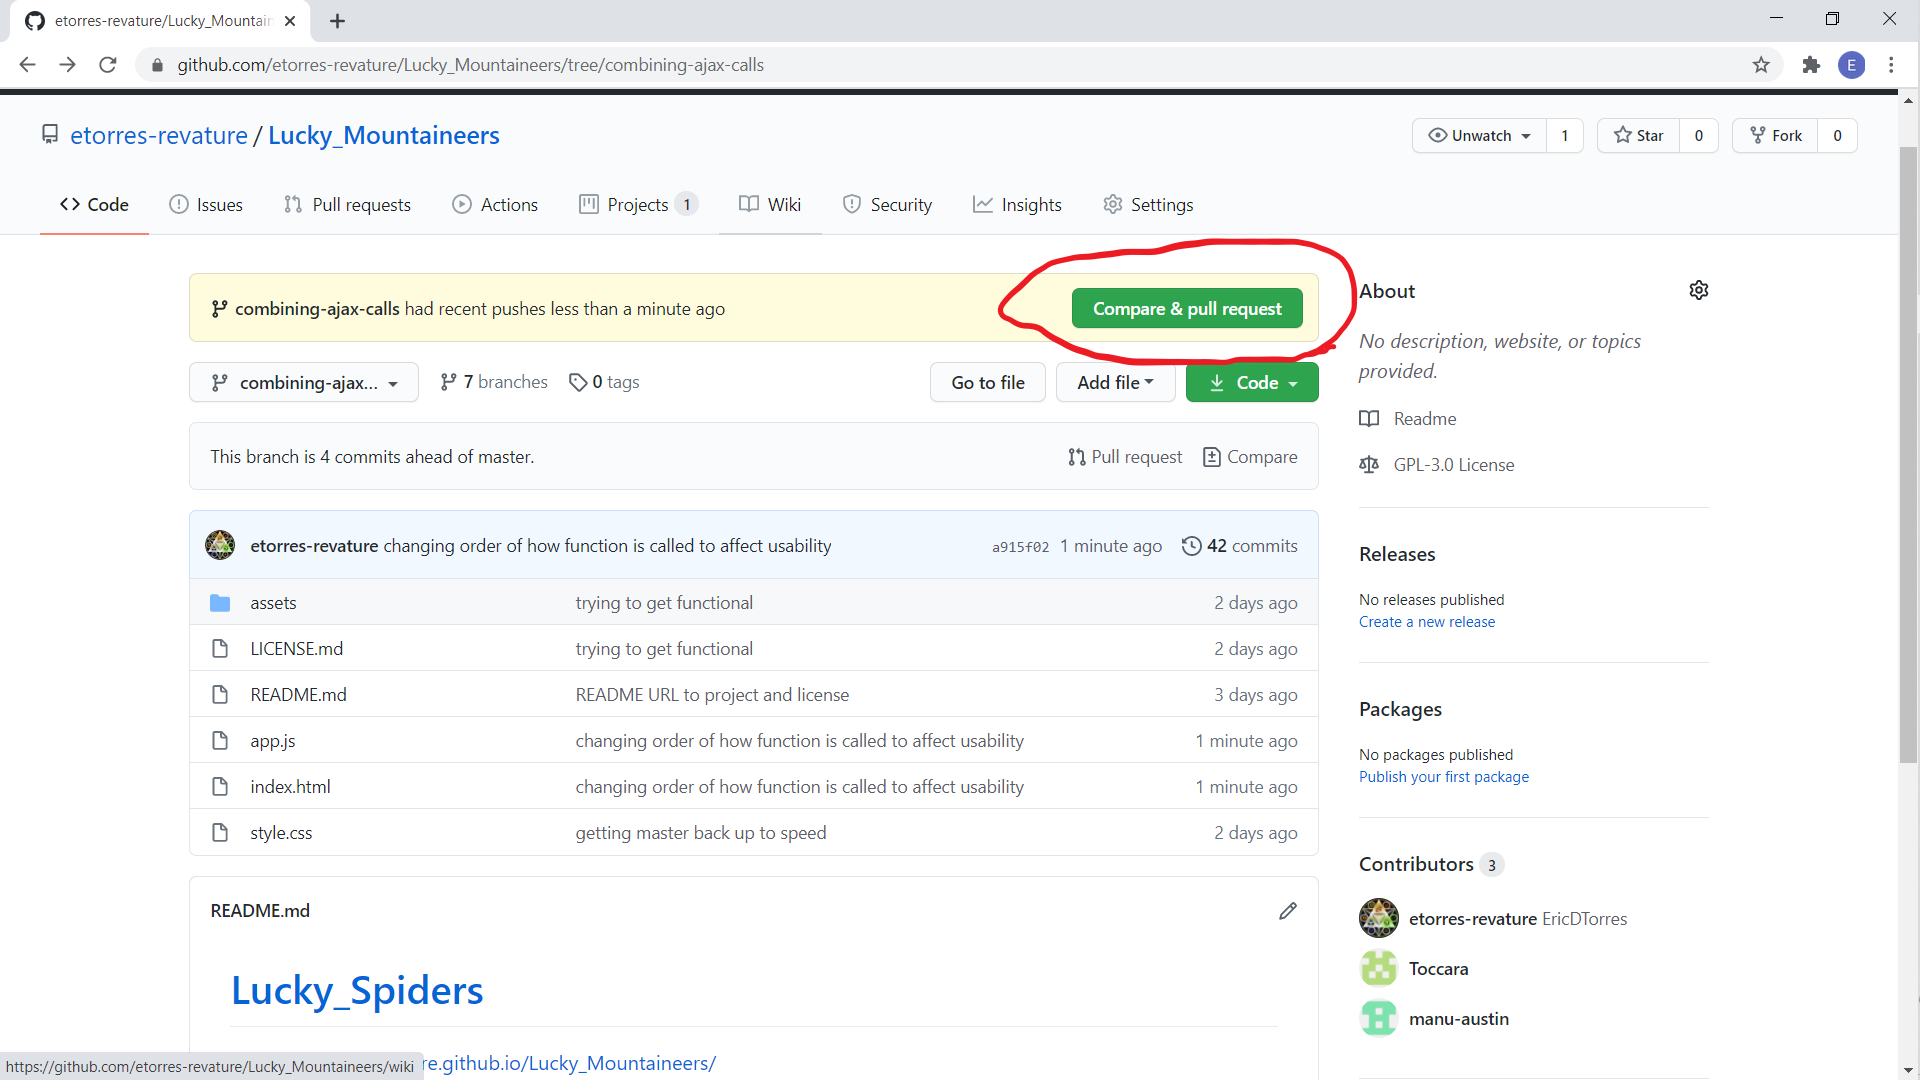 etorres-revature/Lucky_Mountain
github.com/etorres-revature/Lucky_Mountaineers/tree/combining-ajax-calls
E
etorres-revature / Lucky_Mountaineers
Unwatch 1 Star 0 Fork 0
Code Issues Pull requests Actions Projects 1 Wiki Security Insights Settings
combining-ajax-calls had recent pushes less than a minute ago Compare & pull request
combining-ajax... 7 branches 0 tags Go to file Add file Code
This branch is 4 commits ahead of master. Pull request Compare
etorres-revature changing order of how function is called to affect usability a915f02 1 minute ago 42 commits
assets trying to get functional 2 days ago
LICENSE.md trying to get functional 2 days ago
README.md README URL to project and license 3 days ago
app.js changing order of how function is called to affect usability 1 minute ago
index.html changing order of how function is called to affect usability 1 minute ago
style.css getting master back up to speed 2 days ago
README.md
Lucky_Spiders
re.github.io/Lucky_Mountaineers/
About
No description, website, or topics
provided.
Readme
GPL-3.0 License
Releases
No releases published
Create a new release
Packages
No packages published
Publish your first package
Contributors 3
etorres-revature EricDTorres
Toccara
manu-austin
https://github.com/etorres-revature/Lucky_Mountaineers/wiki